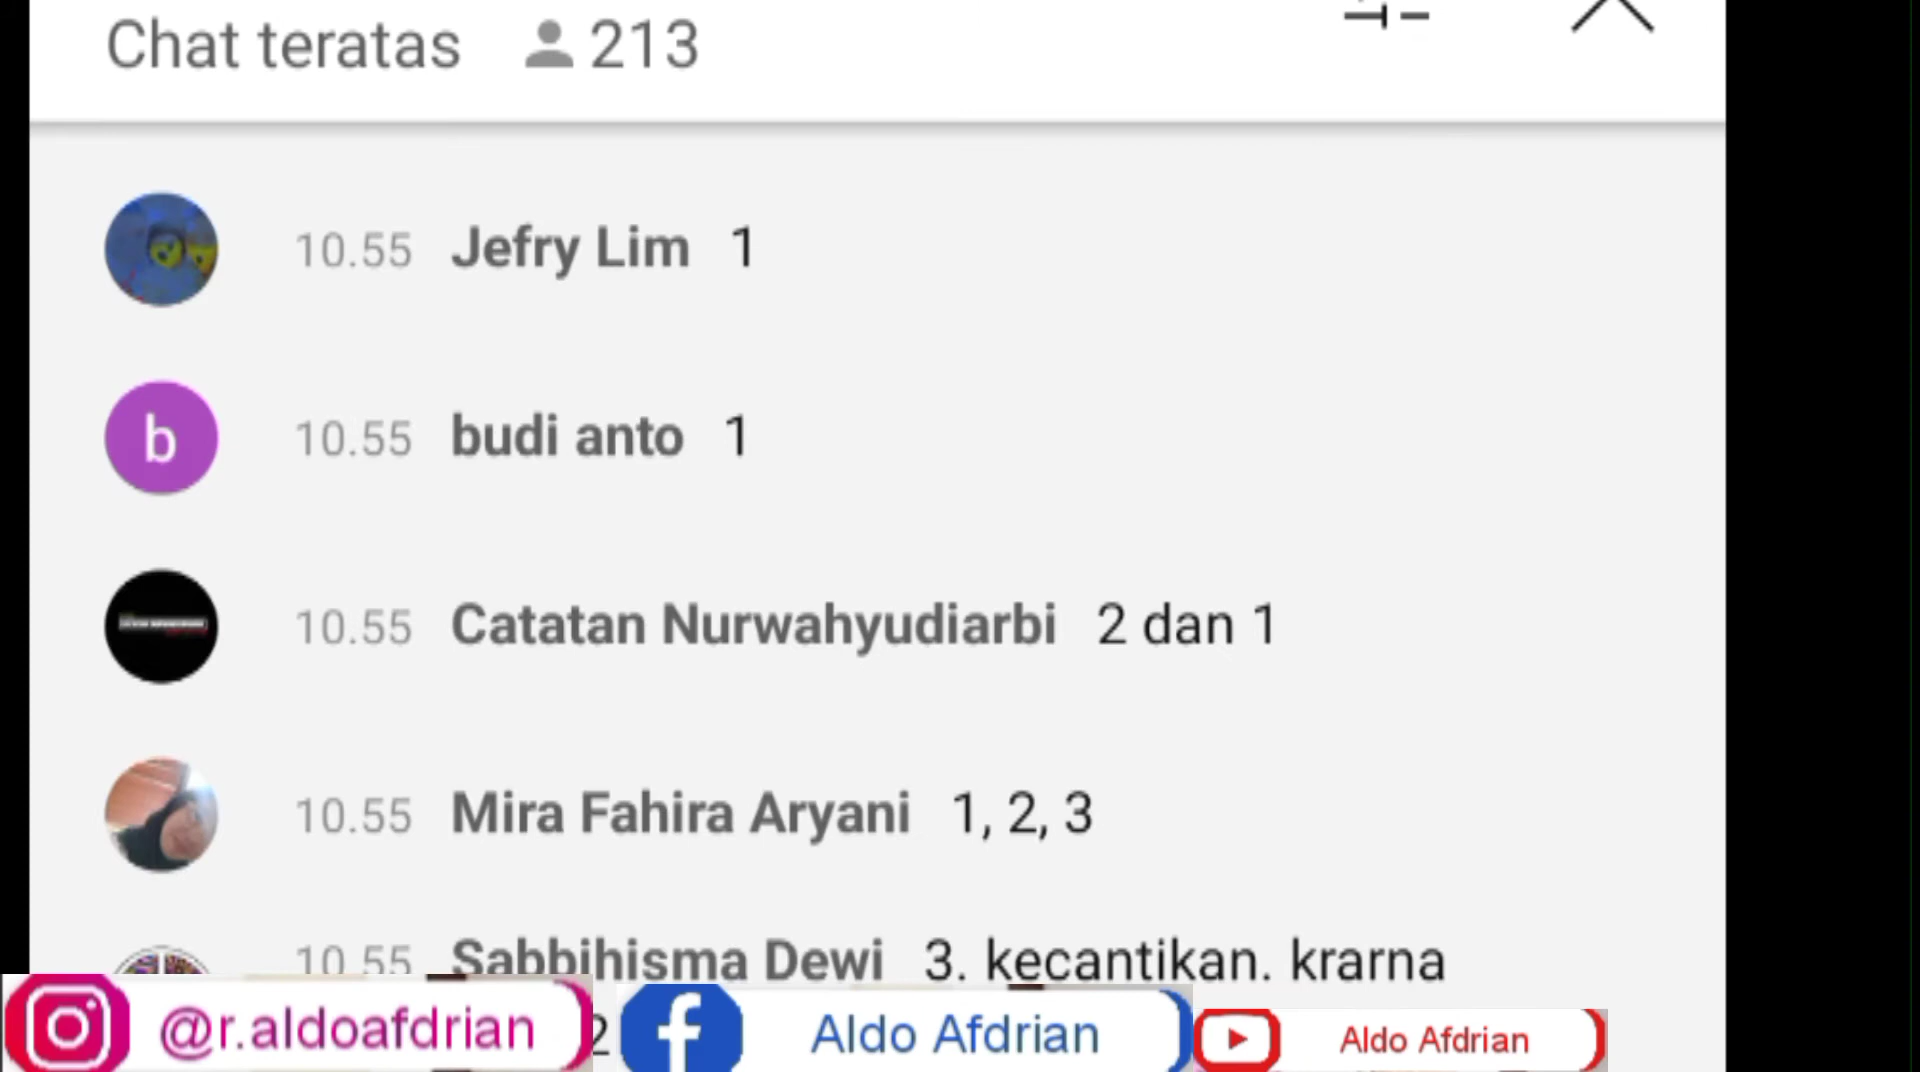 Chat teratas 213
10.55 Jefry Lim 1
b
10.55 budi anto 1
10.55 Catatan Nurwahyudiarbi 2 dan 1
10.55 Mira Fahira Aryani 1, 2, 3
10.55 Sabbihisma Dewi 3. kecantikan. krarna
@r.aldoafdrian 2 Aldo Afdrian Aldo Afdrian